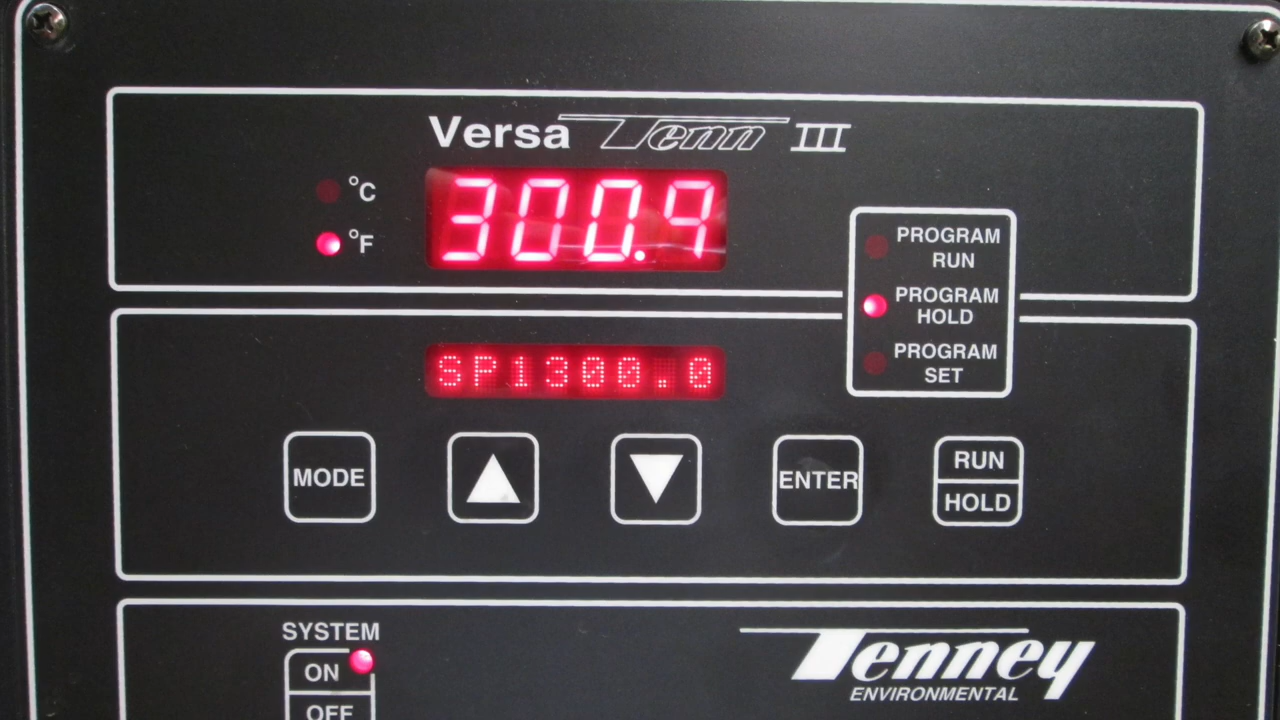 Versa Tenn III
°C
°F
300.9
PROGRAM
RUN
PROGRAM
HOLD
PROGRAM
SET
SP1300.0
MODE
ENTER
RUN
HOLD
SYSTEM
ON
OFF
Tenney
ENVIRONMENTAL